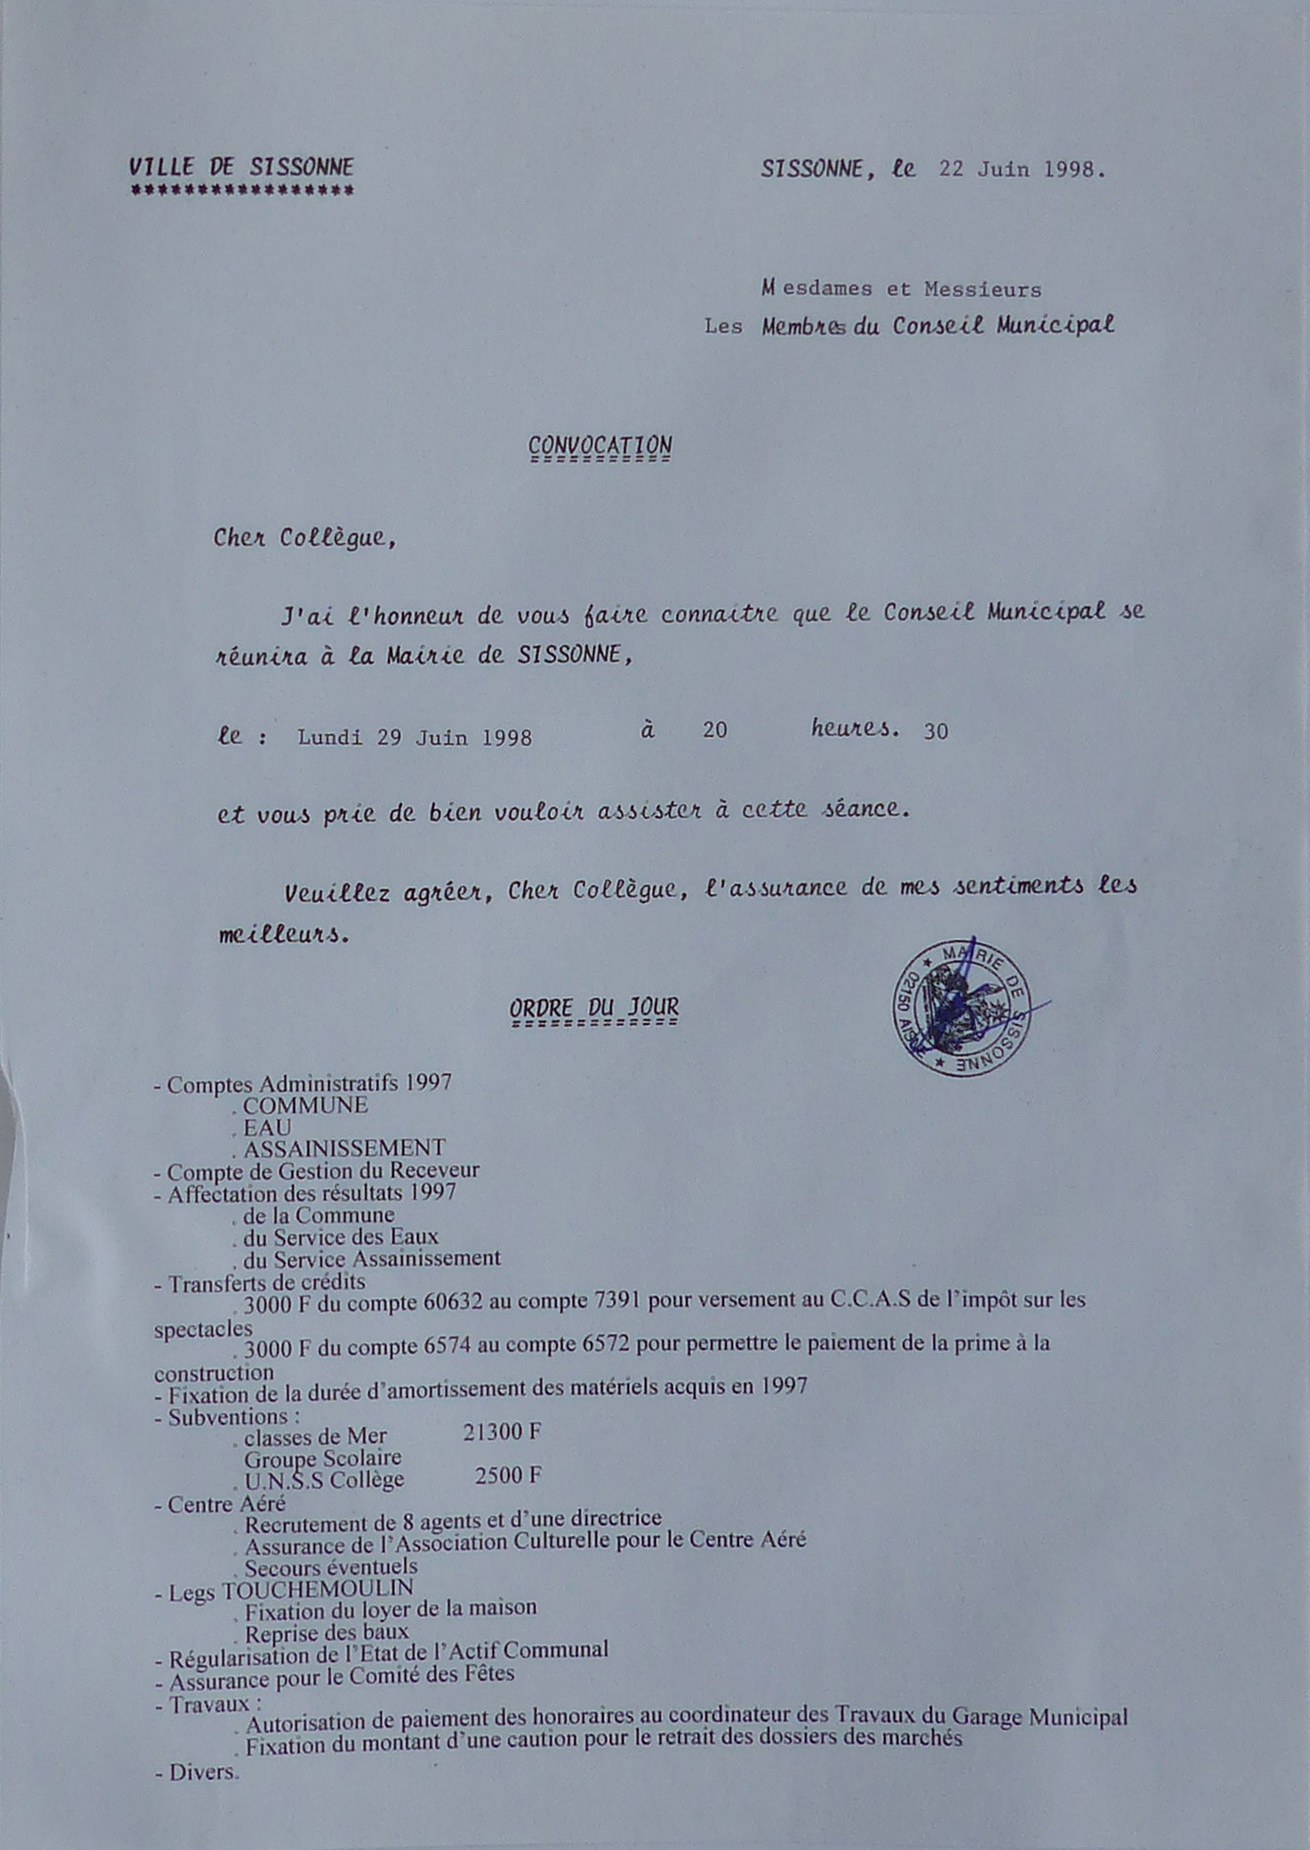 VILLE DE SISSONNE
*****************
SISSONNE, le 22 Juin 1998.
Mesdames et Messieurs
Les Membres du Conseil Municipal
CONVOCATION
===========
Cher Collègue,
J'ai l'honneur de vous faire connaitre que le Conseil Municipal se
réunira à la Mairie de SISSONNE,
le : Lundi 29 Juin 1998 à 20 heures. 30
et vous prie de bien vouloir assister à cette séance.
Veuillez agréer, Cher Collègue, l'assurance de mes sentiments les
meilleurs.
★ MAIRIE DE SISSONNE ★ 02150 AISNE
ORDRE DU JOUR
=============
- Comptes Administratifs 1997
. COMMUNE
. EAU
. ASSAINISSEMENT
- Compte de Gestion du Receveur
- Affectation des résultats 1997
. de la Commune
. du Service des Eaux
. du Service Assainissement
- Transferts de crédits
. 3000 F du compte 60632 au compte 7391 pour versement au C.C.A.S de l'impôt sur les
spectacles
. 3000 F du compte 6574 au compte 6572 pour permettre le paiement de la prime à la
construction
- Fixation de la durée d'amortissement des matériels acquis en 1997
- Subventions :
. classes de Mer 21300 F
Groupe Scolaire
. U.N.S.S Collège 2500 F
- Centre Aéré
. Recrutement de 8 agents et d'une directrice
. Assurance de l'Association Culturelle pour le Centre Aéré
. Secours éventuels
- Legs TOUCHEMOULIN
. Fixation du loyer de la maison
. Reprise des baux
- Régularisation de l'Etat de l'Actif Communal
- Assurance pour le Comité des Fêtes
- Travaux :
. Autorisation de paiement des honoraires au coordinateur des Travaux du Garage Municipal
. Fixation du montant d'une caution pour le retrait des dossiers des marchés
- Divers.